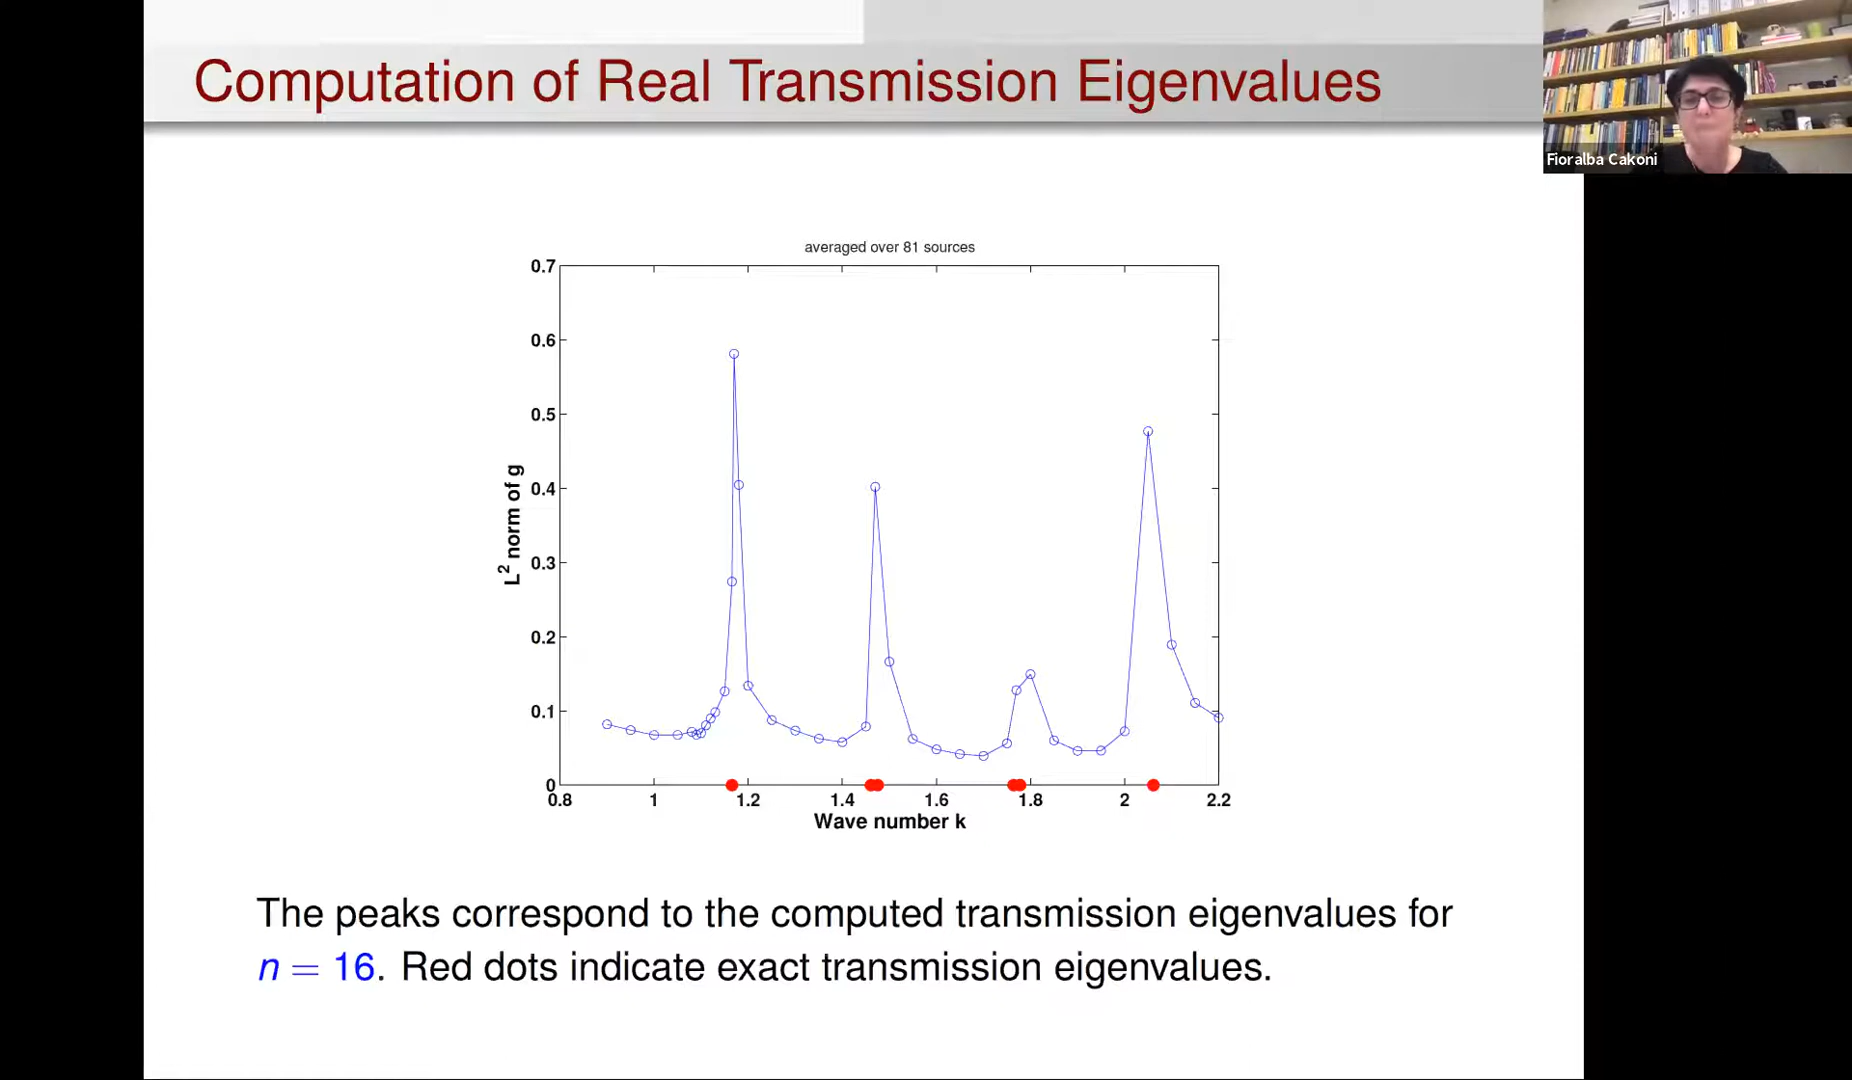 Computation of Real Transmission Eigenvalues
Fioralba Cakoni
averaged over 81 sources
0.7
0.6
0.5
0.4
0.3
0.2
0.1
0
L² norm of g
0.8 1 1.2 1.4 1.6 1.8 2 2.2
Wave number k
The peaks correspond to the computed transmission eigenvalues for
n = 16. Red dots indicate exact transmission eigenvalues.